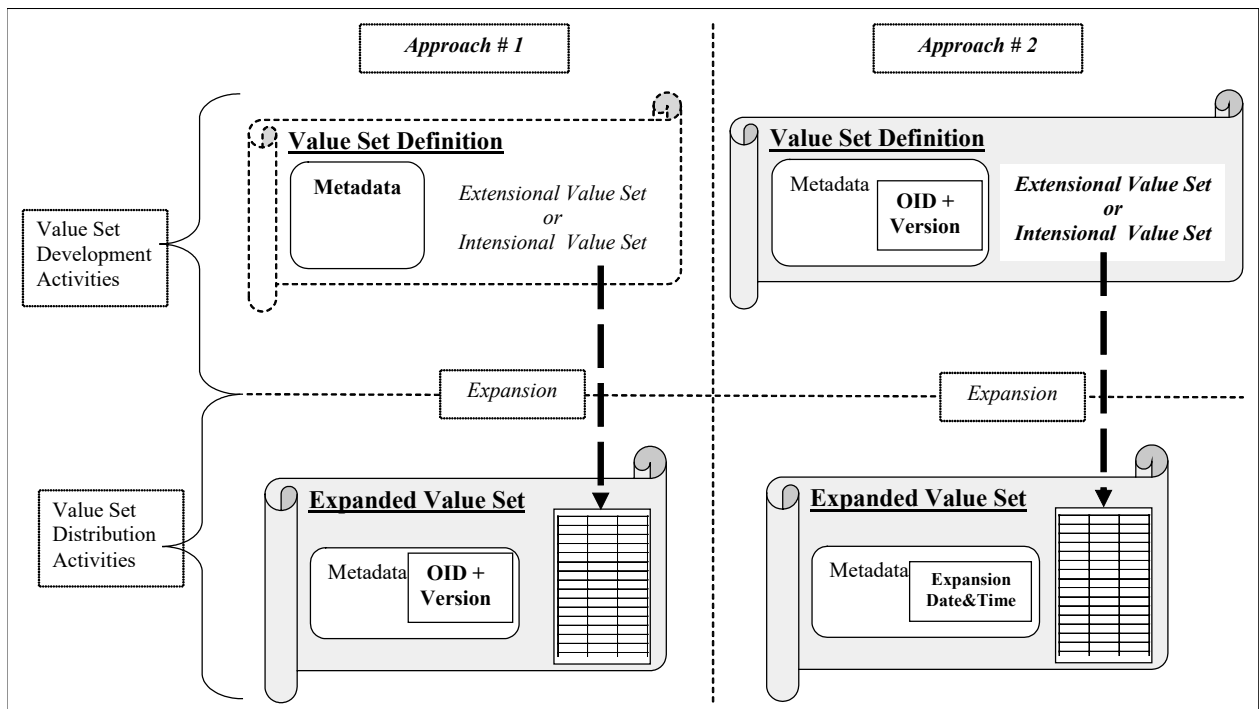 Approach # 1
Approach # 2
Value Set Definition
Metadata
Extensional Value Set
or
Intensional Value Set
Value Set Definition
Metadata
OID +
Version
Extensional Value Set
or
Intensional Value Set
Value Set
Development
Activities
Expansion
Expansion
Value Set
Distribution
Activities
Expanded Value Set
Metadata
OID +
Version
Expanded Value Set
Metadata
Expansion
Date&Time